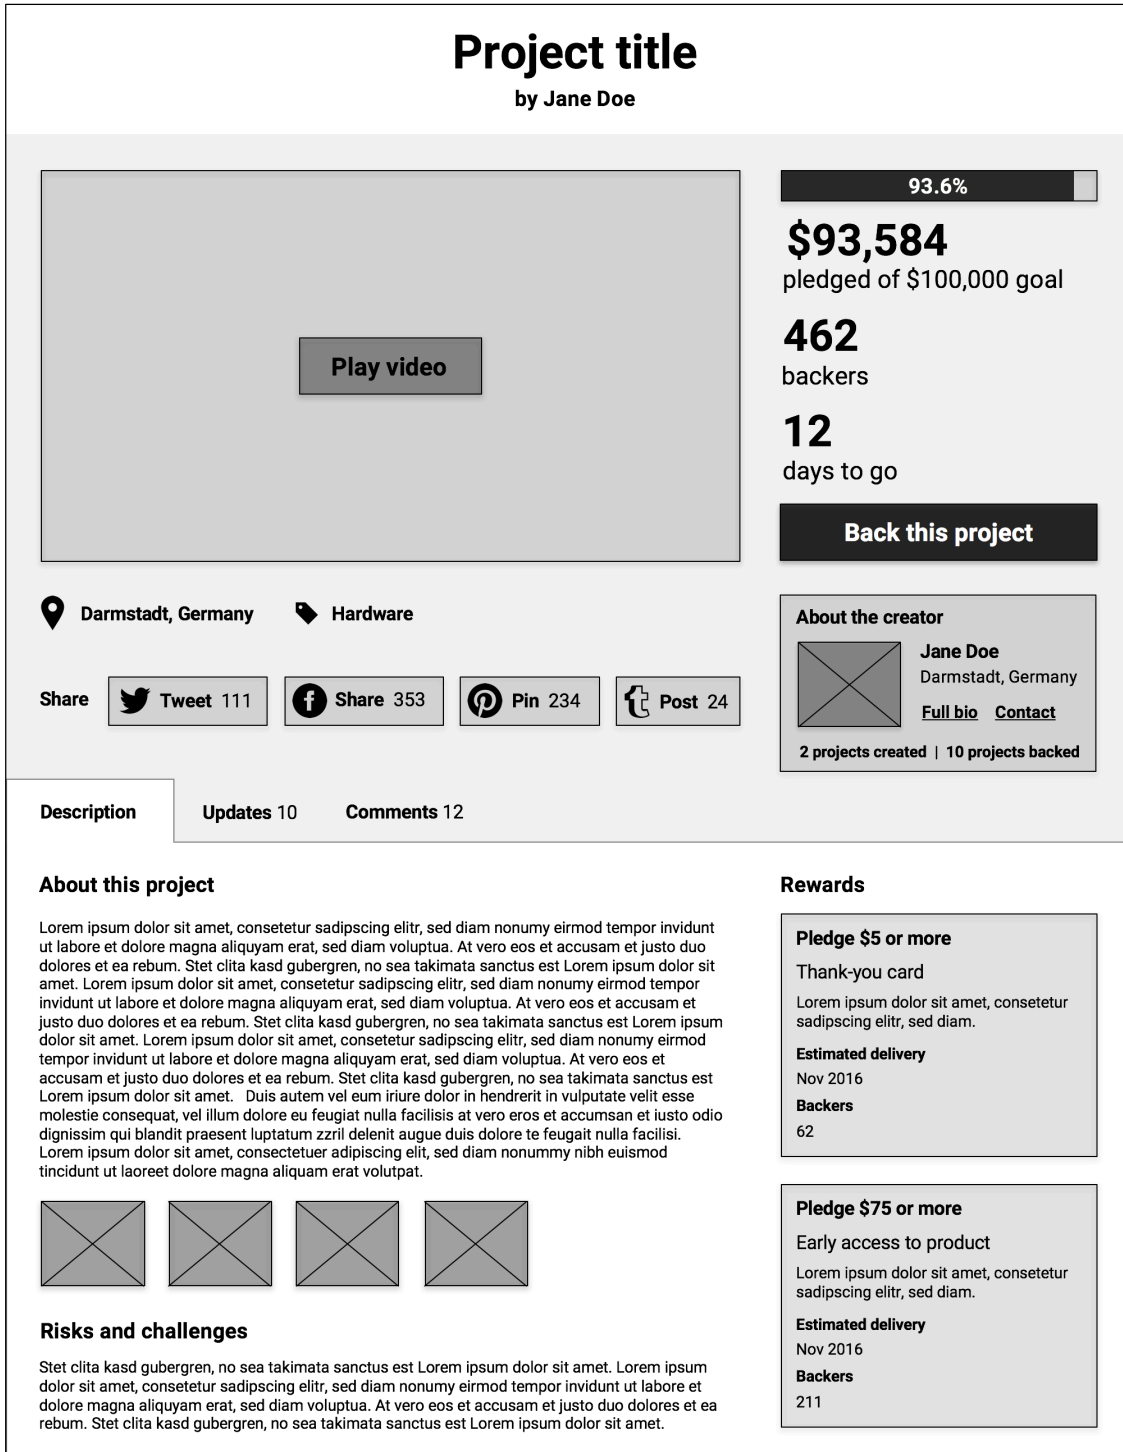 Project title
by Jane Doe
Play video
93.6%
$93,584
pledged of $100,000 goal
462
backers
12
days to go
Back this project
Darmstadt, Germany
Hardware
Share
Tweet 111
Share 353
Pin 234
Post 24
About the creator
Jane Doe
Darmstadt, Germany
Full bio Contact
2 projects created | 10 projects backed
Description
Updates 10
Comments 12
About this project
Lorem ipsum dolor sit amet, consetetur sadipscing elitr, sed diam nonumy eirmod tempor invidunt
ut labore et dolore magna aliquyam erat, sed diam voluptua. At vero eos et accusam et justo duo
dolores et ea rebum. Stet clita kasd gubergren, no sea takimata sanctus est Lorem ipsum dolor sit
amet. Lorem ipsum dolor sit amet, consetetur sadipscing elitr, sed diam nonumy eirmod tempor
invidunt ut labore et dolore magna aliquyam erat, sed diam voluptua. At vero eos et accusam et
justo duo dolores et ea rebum. Stet clita kasd gubergren, no sea takimata sanctus est Lorem ipsum
dolor sit amet. Lorem ipsum dolor sit amet, consetetur sadipscing elitr, sed diam nonumy eirmod
tempor invidunt ut labore et dolore magna aliquyam erat, sed diam voluptua. At vero eos et
accusam et justo duo dolores et ea rebum. Stet clita kasd gubergren, no sea takimata sanctus est
Lorem ipsum dolor sit amet.   Duis autem vel eum iriure dolor in hendrerit in vulputate velit esse
molestie consequat, vel illum dolore eu feugiat nulla facilisis at vero eros et accumsan et iusto odio
dignissim qui blandit praesent luptatum zzril delenit augue duis dolore te feugait nulla facilisi.
Lorem ipsum dolor sit amet, consectetuer adipiscing elit, sed diam nonummy nibh euismod
tincidunt ut laoreet dolore magna aliquam erat volutpat.
Risks and challenges
Stet clita kasd gubergren, no sea takimata sanctus est Lorem ipsum dolor sit amet. Lorem ipsum
dolor sit amet, consetetur sadipscing elitr, sed diam nonumy eirmod tempor invidunt ut labore et
dolore magna aliquyam erat, sed diam voluptua. At vero eos et accusam et justo duo dolores et ea
rebum. Stet clita kasd gubergren, no sea takimata sanctus est Lorem ipsum dolor sit amet.
Rewards
Pledge $5 or more
Thank-you card
Lorem ipsum dolor sit amet, consetetur
sadipscing elitr, sed diam.
Estimated delivery
Nov 2016
Backers
62
Pledge $75 or more
Early access to product
Lorem ipsum dolor sit amet, consetetur
sadipscing elitr, sed diam.
Estimated delivery
Nov 2016
Backers
211